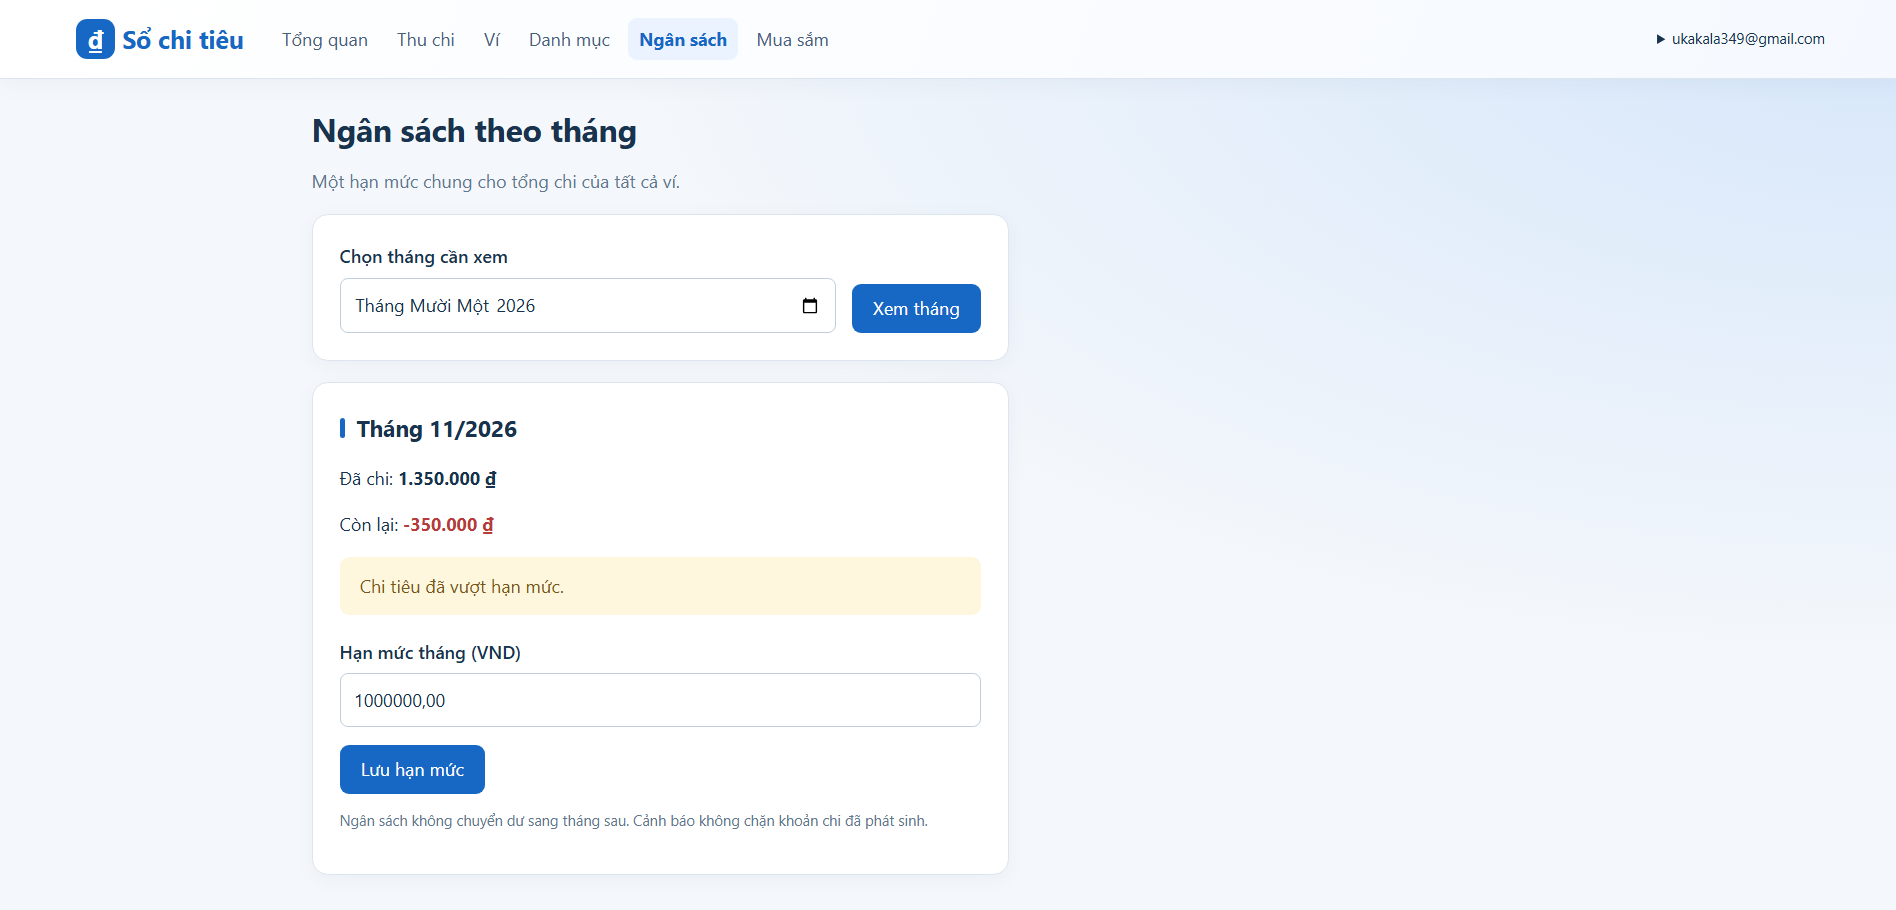 ₫ Sổ chi tiêu Tổng quan Thu chi Ví Danh mục Ngân sách Mua sắm ▶ ukakala349@gmail.com
Ngân sách theo tháng
Một hạn mức chung cho tổng chi của tất cả ví.
Chọn tháng cần xem
Tháng Mười Một 2026
Xem tháng
Tháng 11/2026
Đã chi: 1.350.000 ₫
Còn lại: -350.000 ₫
Chi tiêu đã vượt hạn mức.
Hạn mức tháng (VND)
1000000,00
Lưu hạn mức
Ngân sách không chuyển dư sang tháng sau. Cảnh báo không chặn khoản chi đã phát sinh.